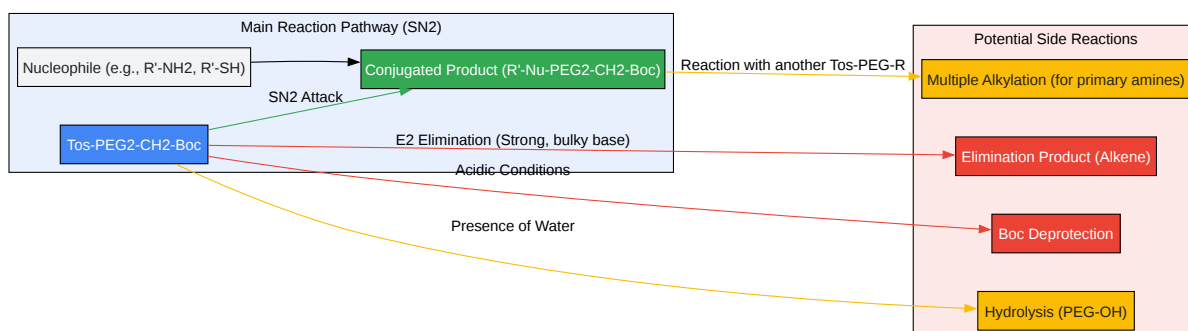 Main Reaction Pathway (SN2)
Nucleophile (e.g., R'-NH2, R'-SH)
Conjugated Product (R'-Nu-PEG2-CH2-Boc)
SN2 Attack
Tos-PEG2-CH2-Boc
Reaction with another Tos-PEG-R
E2 Elimination (Strong, bulky base)
Acidic Conditions
Presence of Water
Potential Side Reactions
Multiple Alkylation (for primary amines)
Elimination Product (Alkene)
Boc Deprotection
Hydrolysis (PEG-OH)